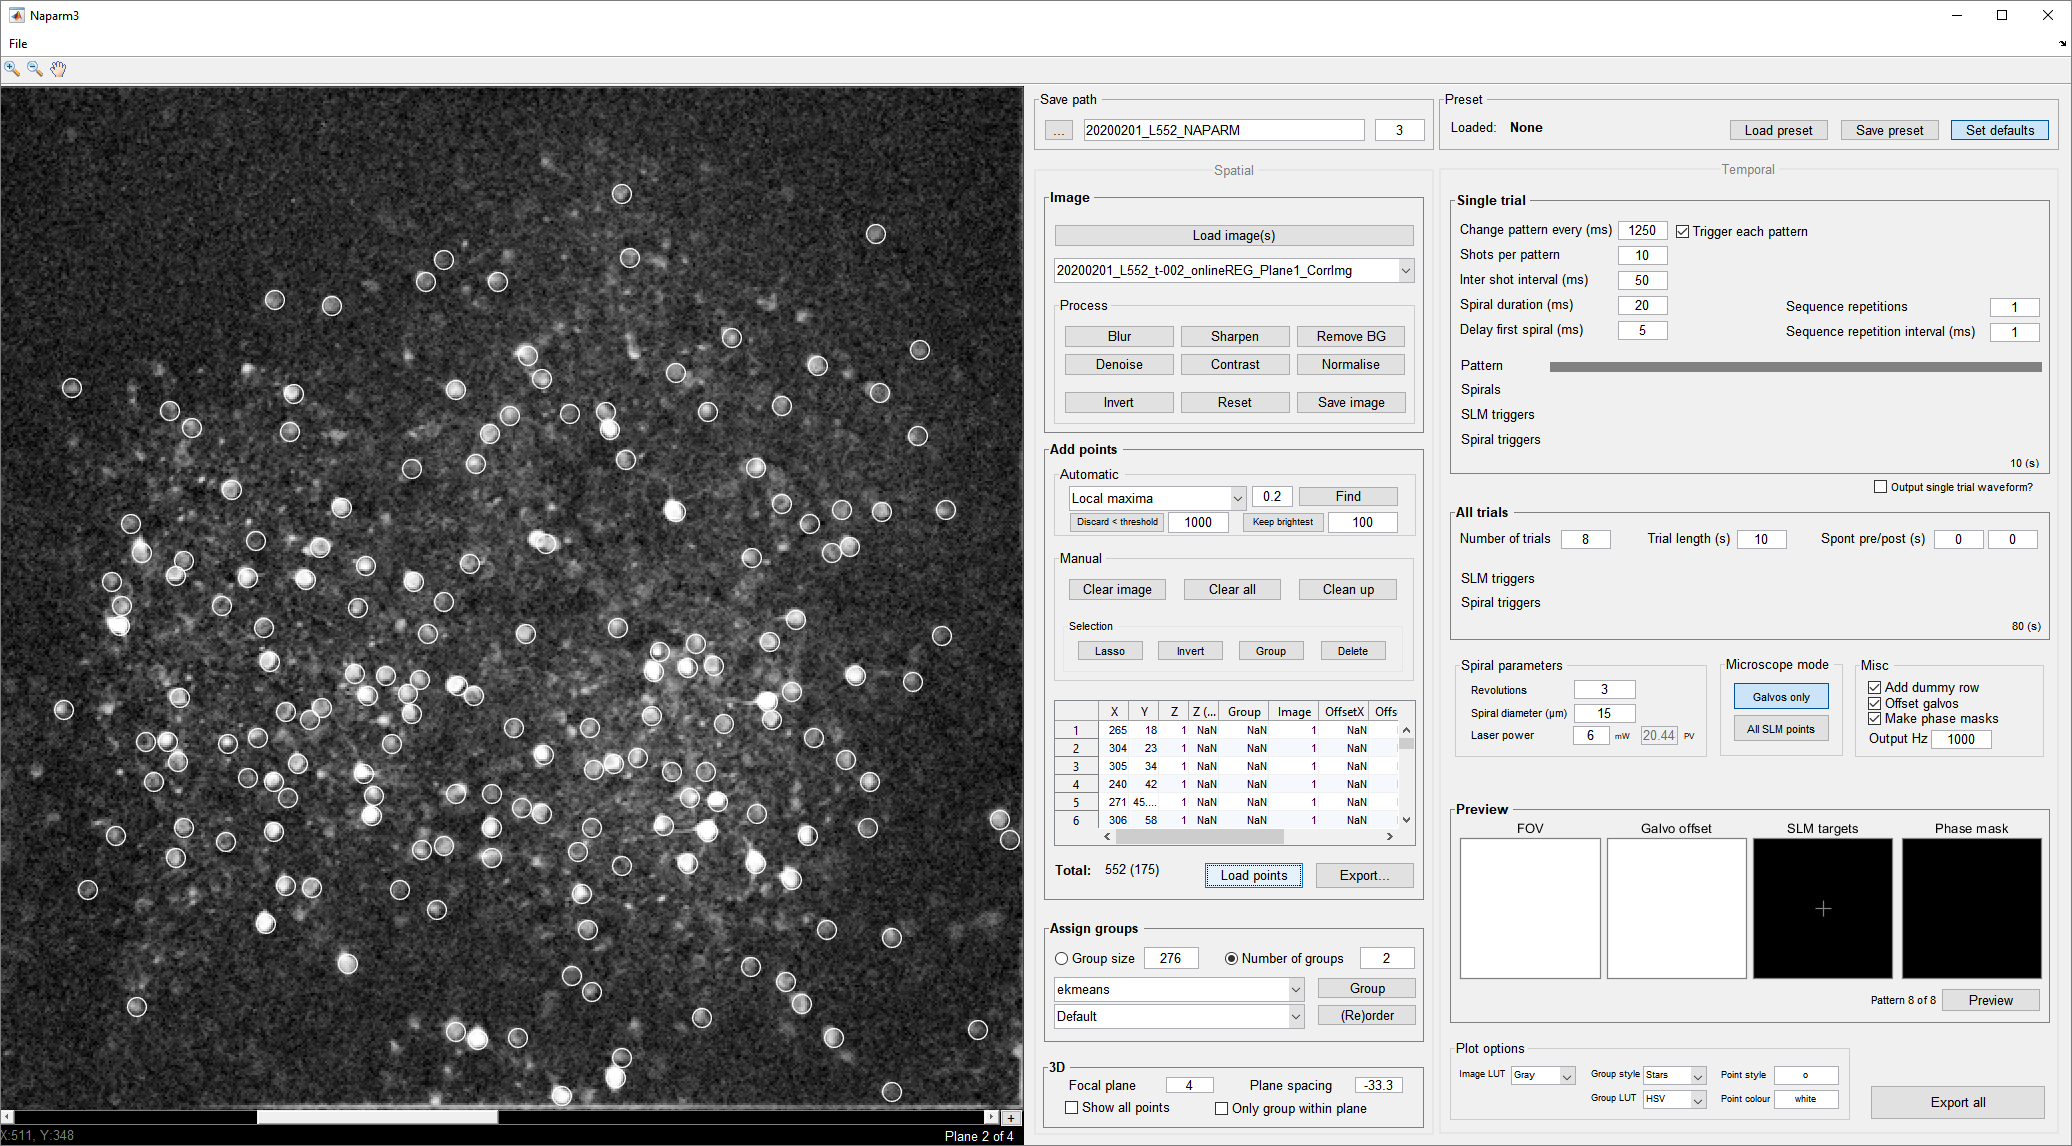 Naparm3
File
Save path
... 20200201_L552_NAPARM 3
Preset
Loaded: None Load preset Save preset Set defaults
Spatial
Image
Load image(s)
20200201_L552_t-002_onlineREG_Plane1_CorrImg
Process
Blur Sharpen Remove BG
Denoise Contrast Normalise
Invert Reset Save image
Add points
Automatic
Local maxima 0.2 Find
Discard < threshold 1000 Keep brightest 100
Manual
Clear image Clear all Clean up
Selection
Lasso Invert Group Delete
X Y Z Z (... Group Image OffsetX Offs
1 265 18 1 NaN NaN 1 NaN
2 304 23 1 NaN NaN 1 NaN
3 305 34 1 NaN NaN 1 NaN
4 240 42 1 NaN NaN 1 NaN
5 271 45.... 1 NaN NaN 1 NaN
6 306 58 1 NaN NaN 1 NaN
Total: 552 (175) Load points Export...
Assign groups
Group size 276 Number of groups 2
ekmeans Group
Default (Re)order
3D
Focal plane 4 Plane spacing -33.3
Show all points Only group within plane
Temporal
Single trial
Change pattern every (ms) 1250 Trigger each pattern
Shots per pattern 10
Inter shot interval (ms) 50
Spiral duration (ms) 20 Sequence repetitions 1
Delay first spiral (ms) 5 Sequence repetition interval (ms) 1
Pattern
Spirals
SLM triggers
Spiral triggers
10 (s)
Output single trial waveform?
All trials
Number of trials 8 Trial length (s) 10 Spont pre/post (s) 0 0
SLM triggers
Spiral triggers
80 (s)
Spiral parameters
Revolutions 3
Spiral diameter (µm) 15
Laser power 6 mW 20.44 PV
Microscope mode
Galvos only
All SLM points
Misc
Add dummy row
Offset galvos
Make phase masks
Output Hz 1000
Preview
FOV Galvo offset SLM targets Phase mask
Pattern 8 of 8 Preview
Plot options
Image LUT Gray Group style Stars Point style o
Group LUT HSV Point colour white
Export all
X:511, Y:348 Plane 2 of 4